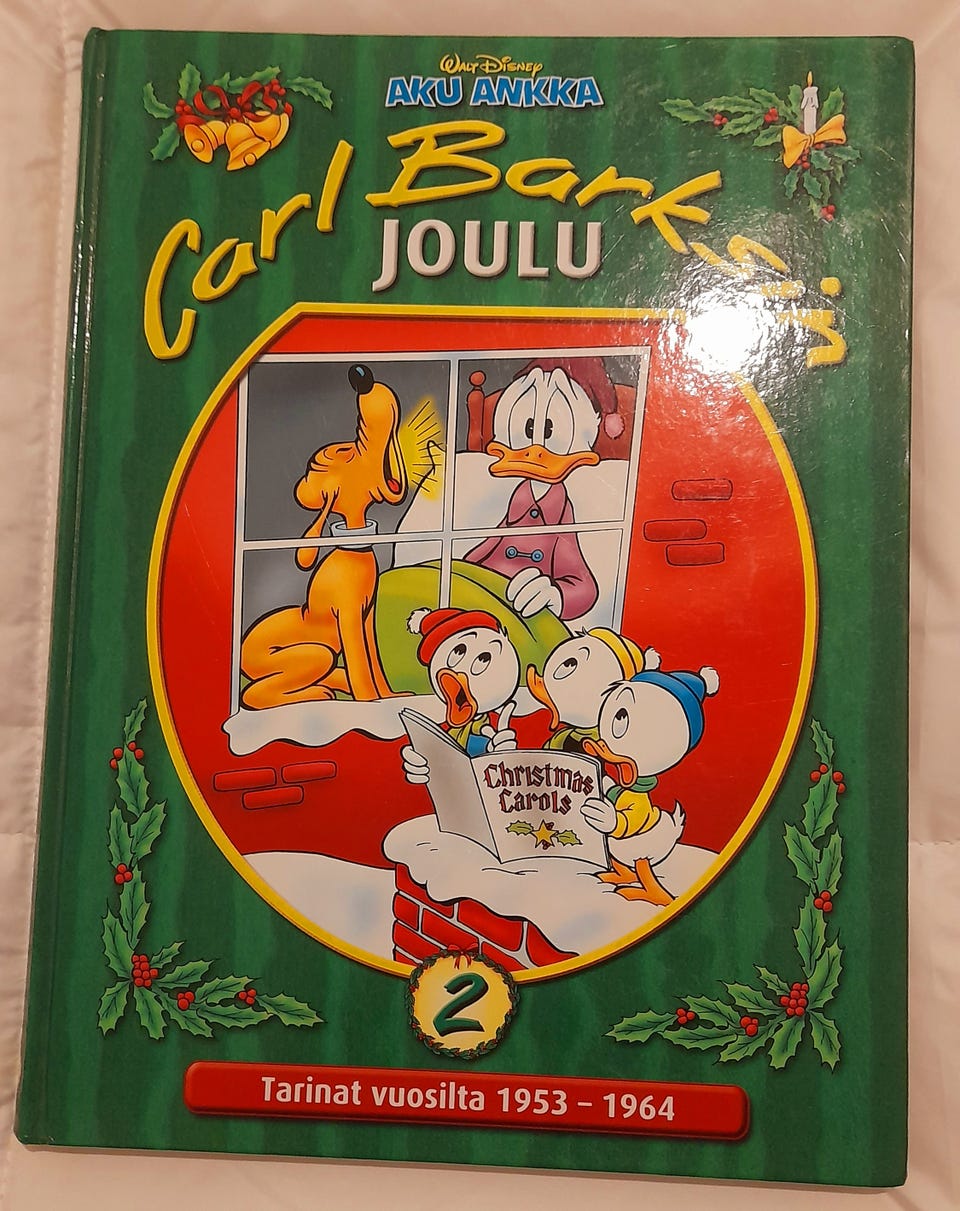 Walt Disney
AKU ANKKA
Carl Barksin
JOULU
Christmas
Carols
2
Tarinat vuosilta 1953 – 1964